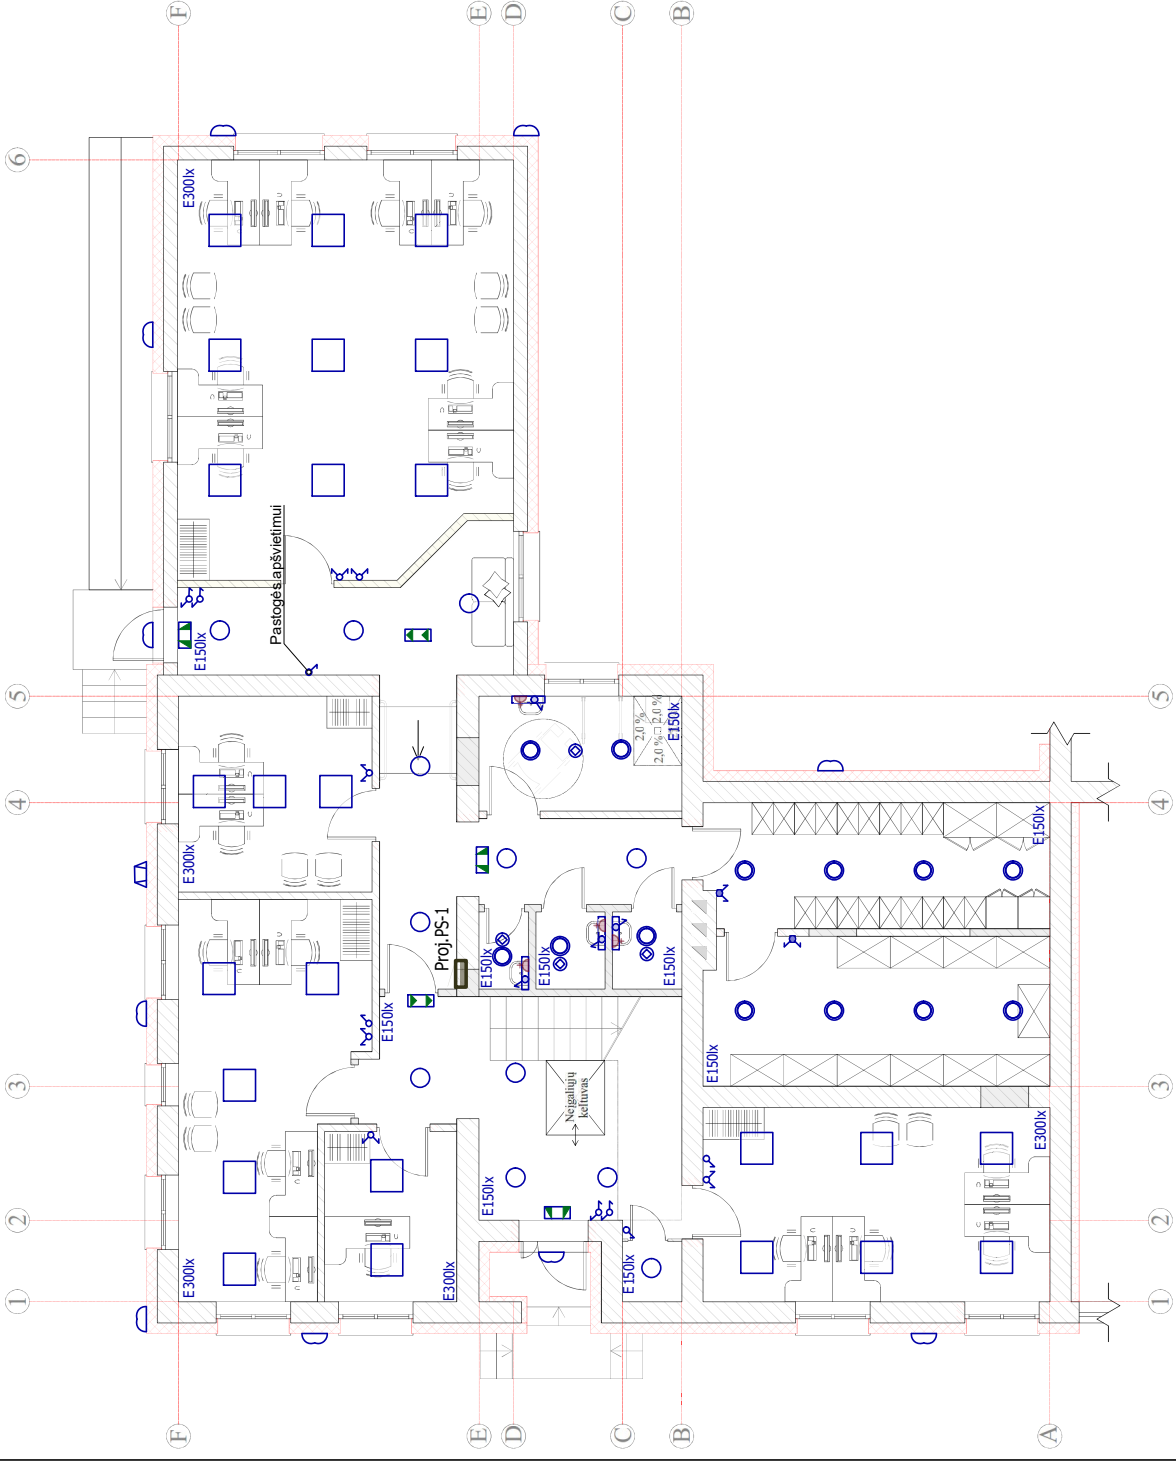 F
E
D
C
B
6
E300lx
Pastogės apšvietimui
E150lx
5
5
2,0 %
2,0 %
2,0 %
E150lx
4
4
E300lx
E150lx
Proj.PS-1
E150lx
E150lx
E150lx
E150lx
E150lx
3
3
Neįgaliųjų
keltuvas
E300lx
E150lx
2
2
E300lx
E300lx
E150lx
1
1
F
E
D
C
B
A